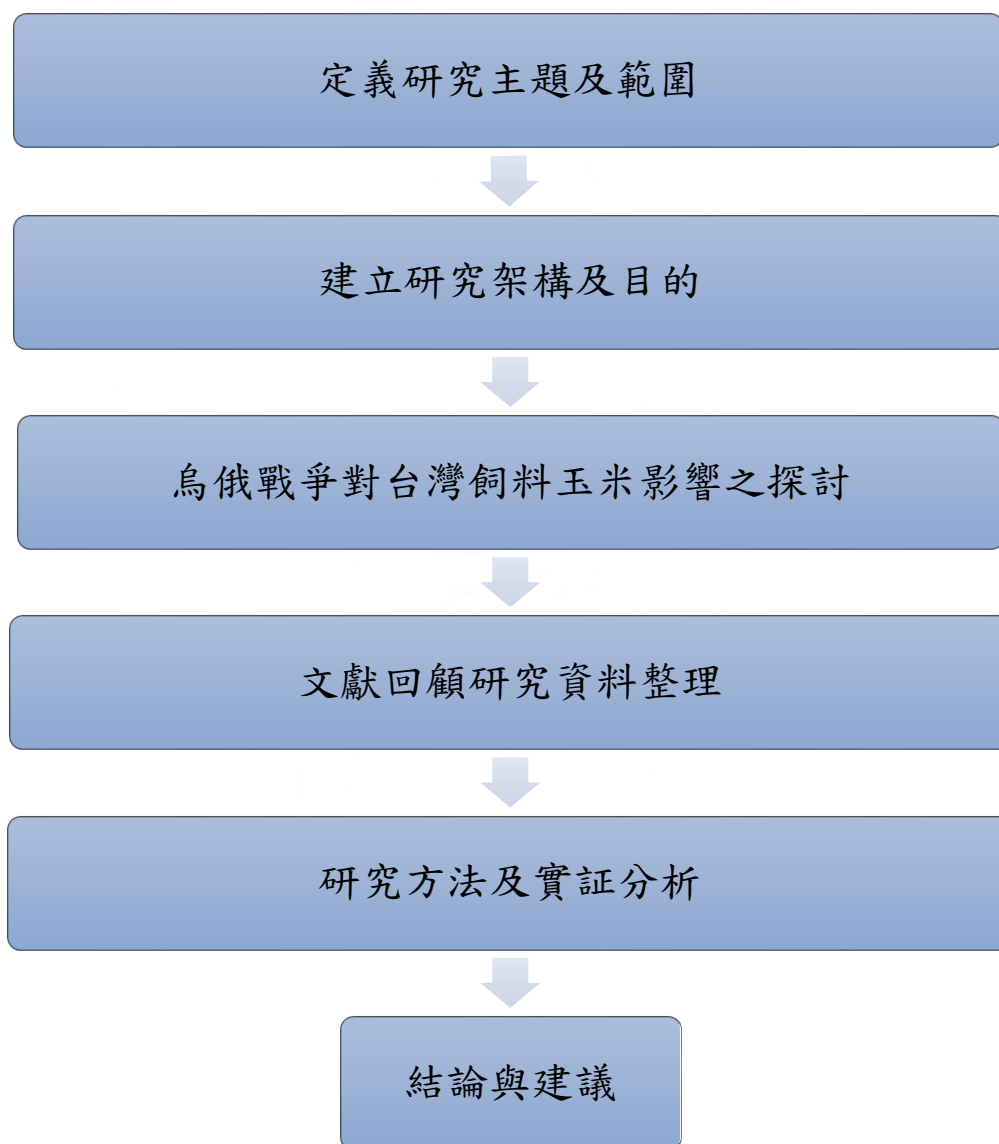 定義研究主題及範圍
建立研究架構及目的
烏俄戰爭對台灣飼料玉米影響之探討
文獻回顧研究資料整理
研究方法及實証分析
結論與建議